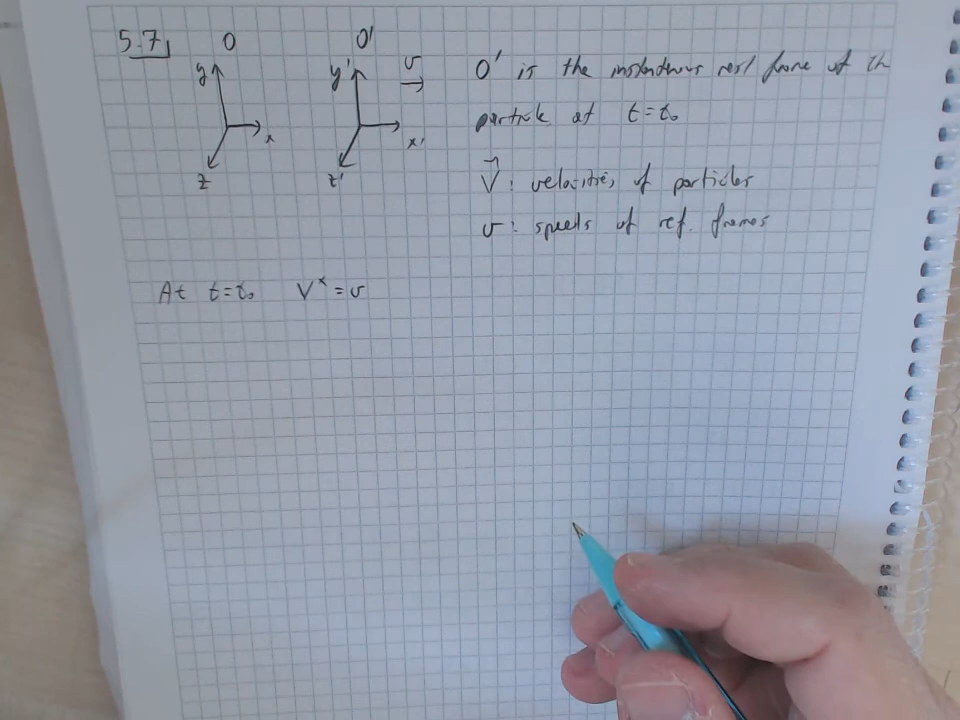 5.7
O O'
y y' v
O' is the instantaneous rest frame of th
x x'
particle at t=t₀
z z'
V⃗: velocities of particles
v: speeds of ref. frames
At t=t₀ Vˣ=v